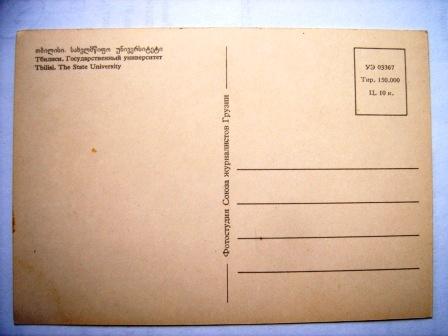 თბილისი. სახელმწიფო უნივერსიტეტი
Тбилиси. Государственный университет
Tbilisi. The State University
Фотостудия Союза журналистов Грузии
УЭ 03367
Тир. 150.000
Ц. 10 к.